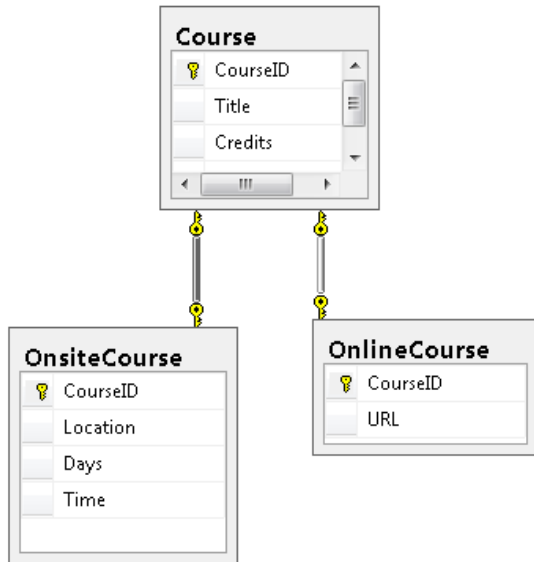 Course
CourseID
Title
Credits
OnsiteCourse
CourseID
Location
Days
Time
OnlineCourse
CourseID
URL